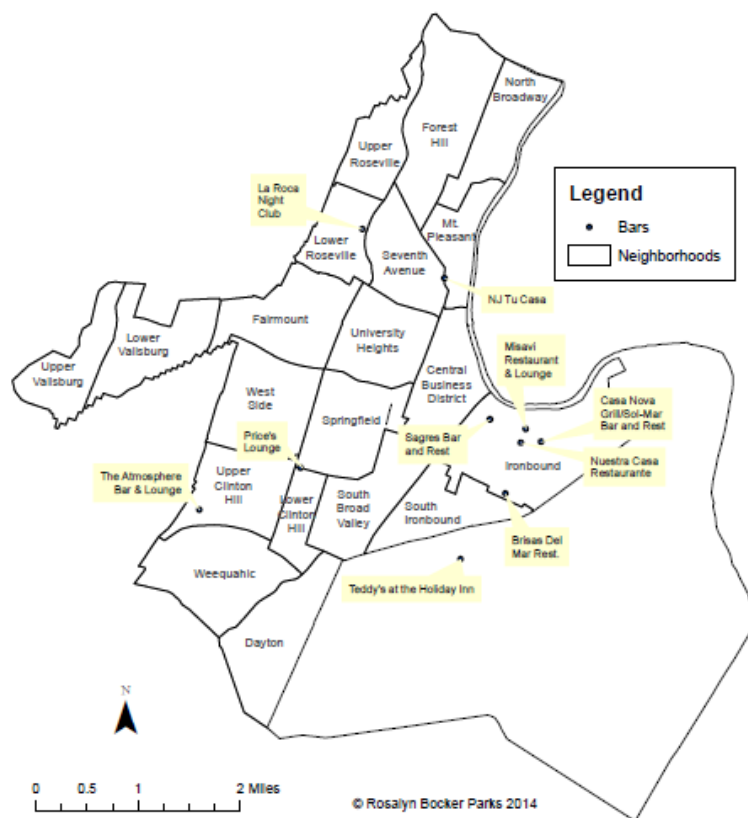 North
Broadway
Forest
Hill
Upper
Roseville
La Roca
Night
Club
Legend
Bars
Neighborhoods
Mt.
Pleasant
Lower
Roseville
Seventh
Avenue
NJ Tu Casa
Fairmount
University
Heights
Lower
Vailsburg
Upper
Vailsburg
Misavi
Restaurant
& Lounge
Central
Business
District
Casa Nova
Grill/Sol-Mar
Bar and Rest
West
Side
Springfield
Sagres Bar
and Rest
Price's
Lounge
Ironbound
Nuestra Casa
Restaurante
The Atmosphere
Bar & Lounge
Upper
Clinton
Hill
Lower
Clinton
Hill
South
Broad
Valley
South
Ironbound
Brisas Del
Mar Rest.
Weequahic
Teddy's at the Holiday Inn
Dayton
N
0 0.5 1 2 Miles
© Rosalyn Bocker Parks 2014